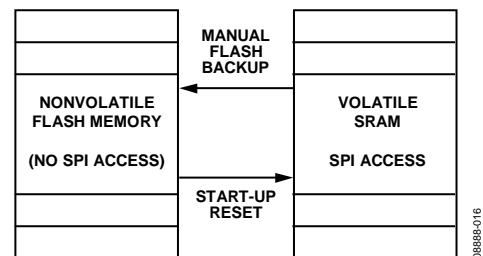 MANUAL
FLASH
BACKUP
NONVOLATILE
FLASH MEMORY
(NO SPI ACCESS)
VOLATILE
SRAM
SPI ACCESS
START-UP
RESET
08888-016